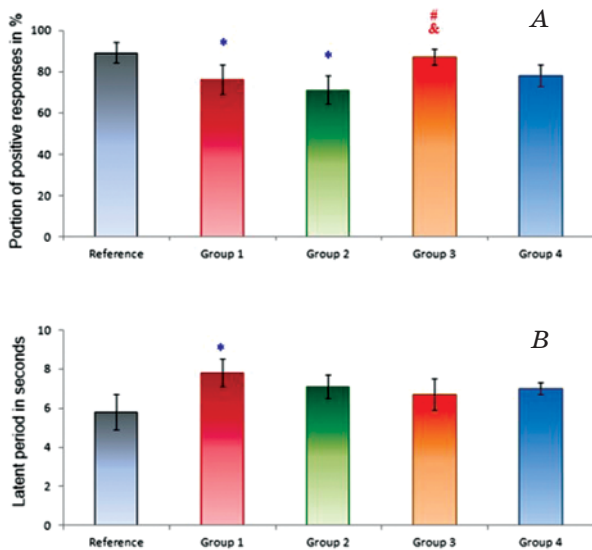 Portion of positive responses in %
A
100
80
60
40
20
0
*
*
#
&
Reference Group 1 Group 2 Group 3 Group 4
Latent period in seconds
B
10
8
6
4
2
0
*
Reference Group 1 Group 2 Group 3 Group 4